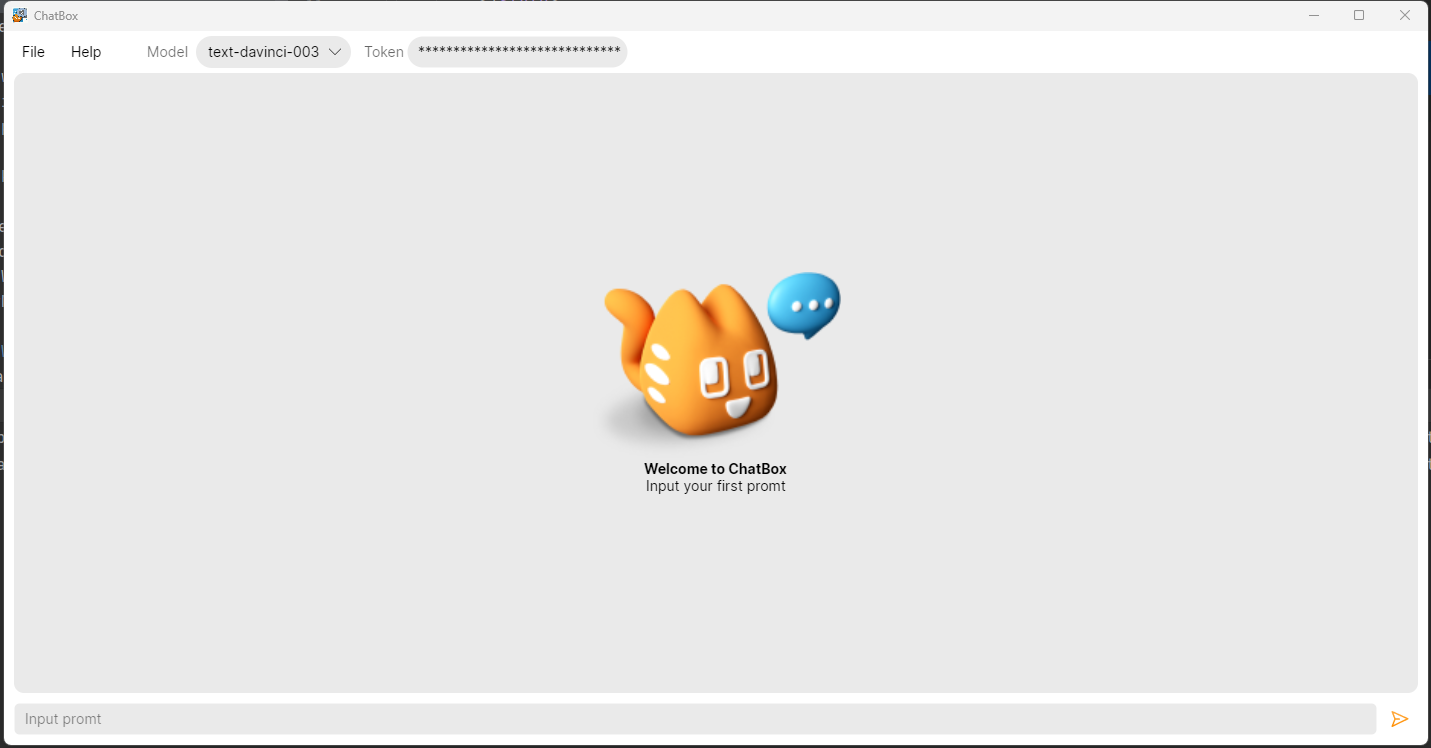 ChatBox
File Help Model text-davinci-003 Token *****************************
Welcome to ChatBox
Input your first promt
Input promt